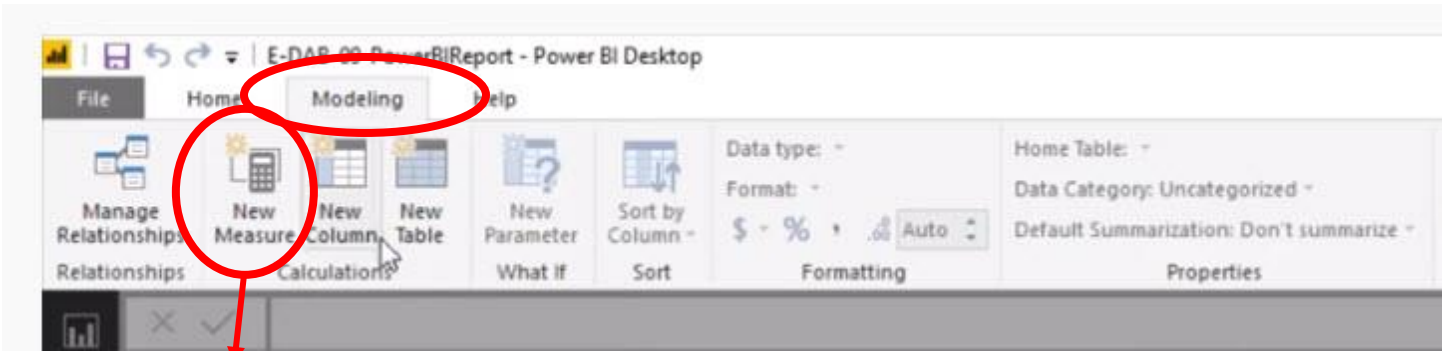 E-DAB-09-PowerBIReport - Power BI Desktop
File Home Modeling Help
Manage Relationships
New Measure
New Column
New Table
New Parameter
Sort by Column
Data type:
Format:
$ % , .00 Auto
Home Table:
Data Category: Uncategorized
Default Summarization: Don't summarize
Relationships
Calculations
What If
Sort
Formatting
Properties